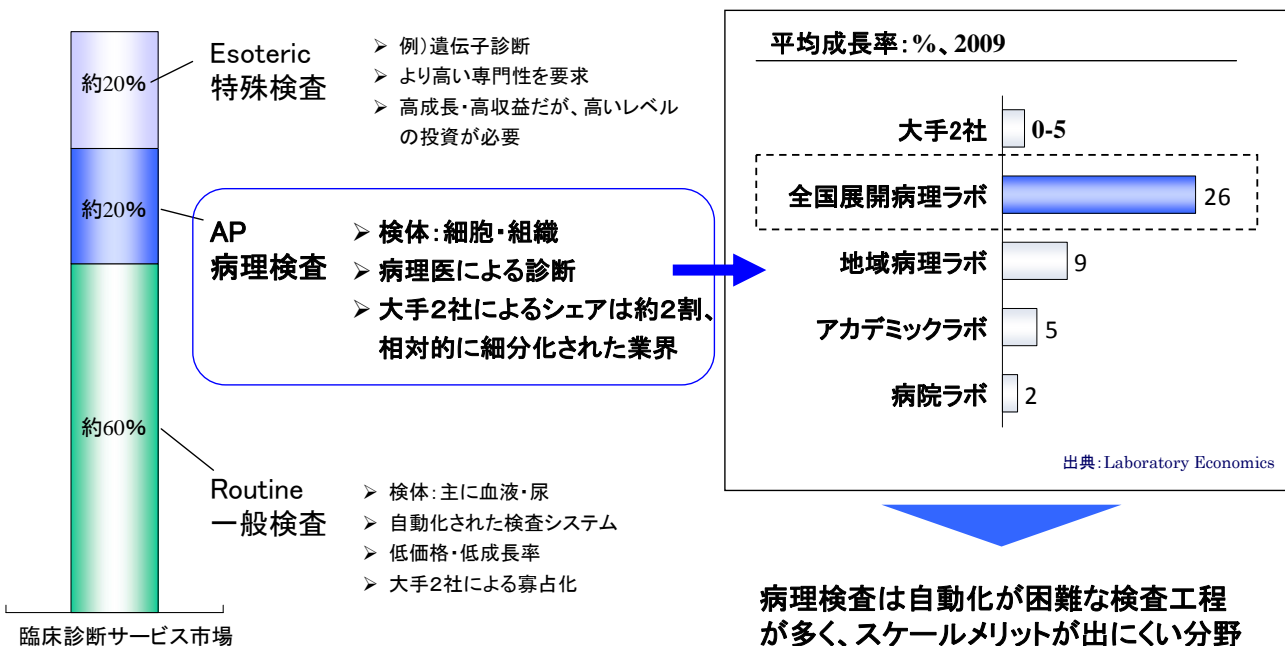 約20%
Esoteric
特殊検査
➢ 例)遺伝子診断
➢ より高い専門性を要求
➢ 高成長・高収益だが、高いレベル
の投資が必要
約20%
AP
病理検査
➢ 検体:細胞・組織
➢ 病理医による診断
➢ 大手2社によるシェアは約2割、
相対的に細分化された業界
約60%
Routine
一般検査
➢ 検体:主に血液・尿
➢ 自動化された検査システム
➢ 低価格・低成長率
➢ 大手2社による寡占化
臨床診断サービス市場
平均成長率:%、2009
大手2社 0-5
全国展開病理ラボ 26
地域病理ラボ 9
アカデミックラボ 5
病院ラボ 2
出典:Laboratory Economics
病理検査は自動化が困難な検査工程
が多く、スケールメリットが出にくい分野